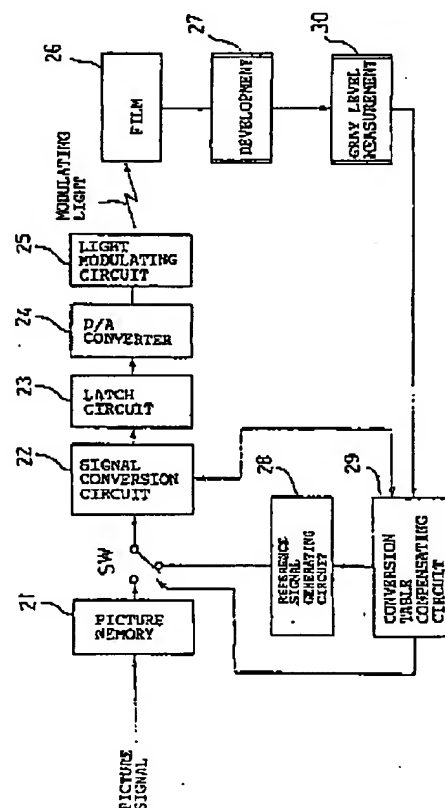 PICTURE
SIGNAL
21
PICTURE
MEMORY
SW
22
SIGNAL
CONVERSION
CIRCUIT
23
LATCH
CIRCUIT
24
D/A
CONVERTER
25
LIGHT
MODULATING
CIRCUIT
MODULATING
LIGHT
26
FILM
27
DEVELOPMENT
30
GRAY LEVEL
MEASUREMENT
28
REFERENCE
SIGNAL
GENERATING
CIRCUIT
29
CONVERSION
TABLE
COMPENSATING
CIRCUIT